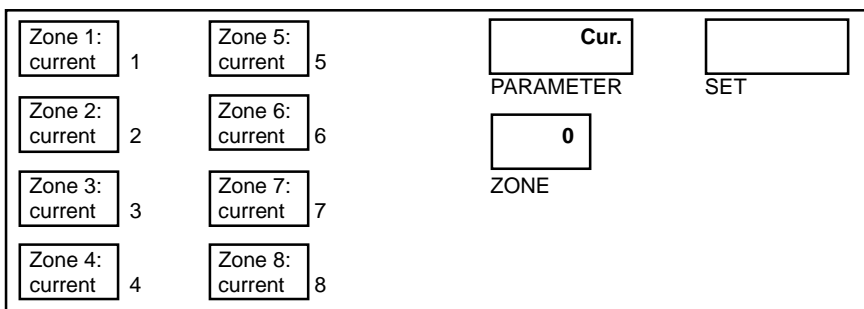 Zone 1:
current 1
Zone 2:
current 2
Zone 3:
current 3
Zone 4:
current 4
Zone 5:
current 5
Zone 6:
current 6
Zone 7:
current 7
Zone 8:
current 8
Cur.
PARAMETER
SET
0
ZONE